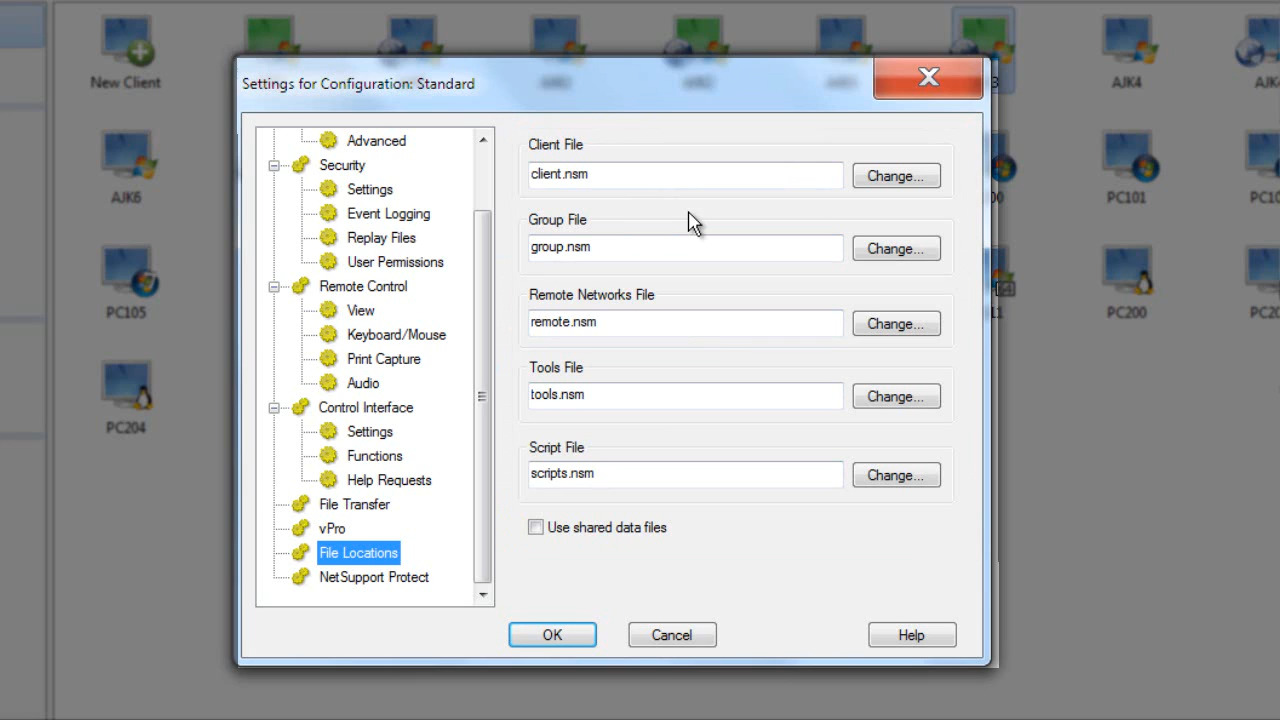 New Client
AJK4
AJK6
PC101
PC105
PC200
PC204
Settings for Configuration: Standard
Advanced
Security
Settings
Event Logging
Replay Files
User Permissions
Remote Control
View
Keyboard/Mouse
Print Capture
Audio
Control Interface
Settings
Functions
Help Requests
File Transfer
vPro
File Locations
NetSupport Protect
Client File
client.nsm
Change...
Group File
group.nsm
Change...
Remote Networks File
remote.nsm
Change...
Tools File
tools.nsm
Change...
Script File
scripts.nsm
Change...
Use shared data files
OK
Cancel
Help